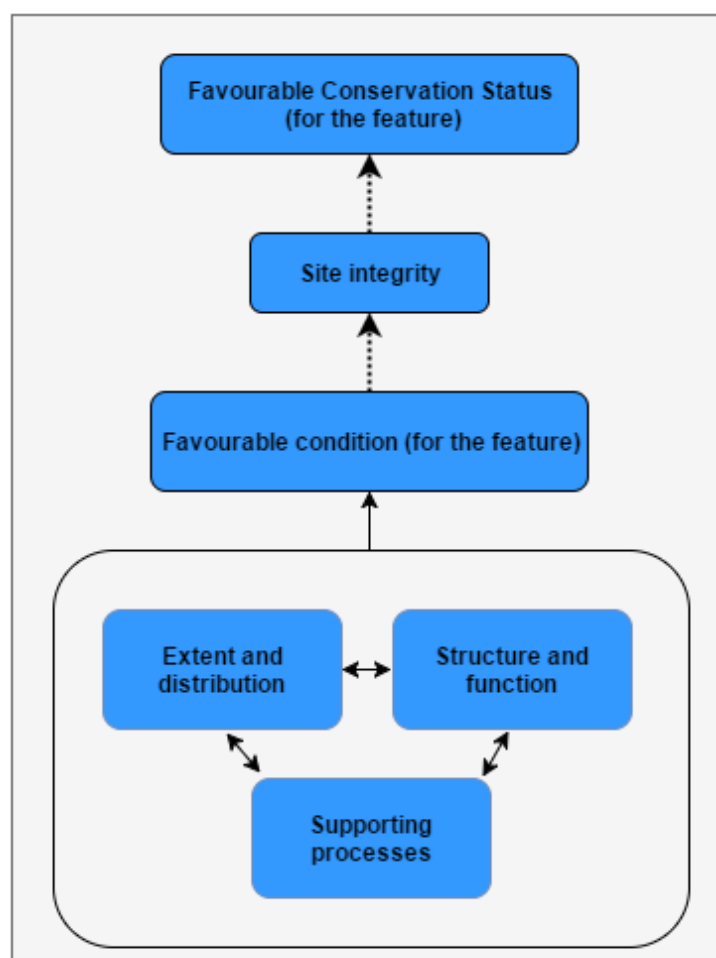 Favourable Conservation Status
(for the feature)
Site integrity
Favourable condition (for the feature)
Extent and
distribution
Structure and
function
Supporting
processes